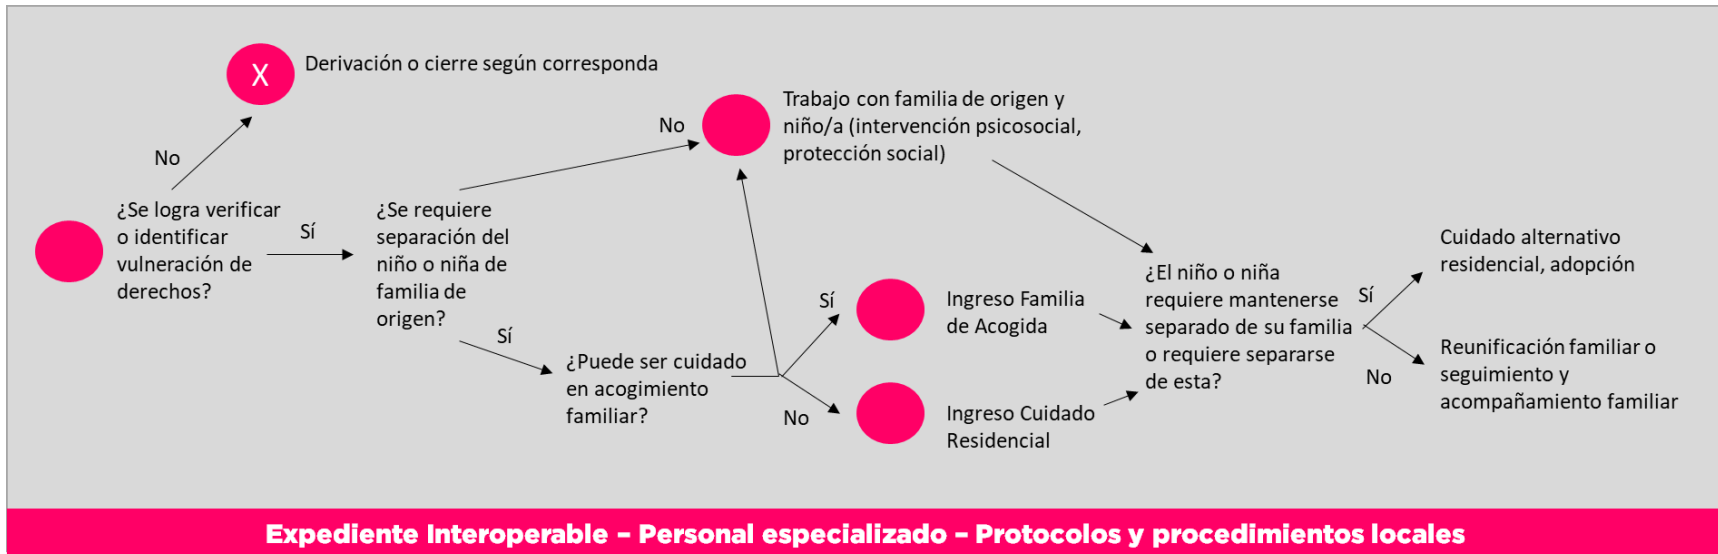 X
Derivación o cierre según corresponda
No
¿Se logra verificar
o identificar
vulneración de
derechos?
Sí
¿Se requiere
separación del
niño o niña de
familia de
origen?
No
Trabajo con familia de origen y
niño/a (intervención psicosocial,
protección social)
Sí
¿Puede ser cuidado
en acogimiento
familiar?
Sí
Ingreso Familia
de Acogida
No
Ingreso Cuidado
Residencial
¿El niño o niña
requiere mantenerse
separado de su familia
o requiere separarse
de esta?
Sí
Cuidado alternativo
residencial, adopción
No
Reunificación familiar o
seguimiento y
acompañamiento familiar
Expediente Interoperable – Personal especializado – Protocolos y procedimientos locales